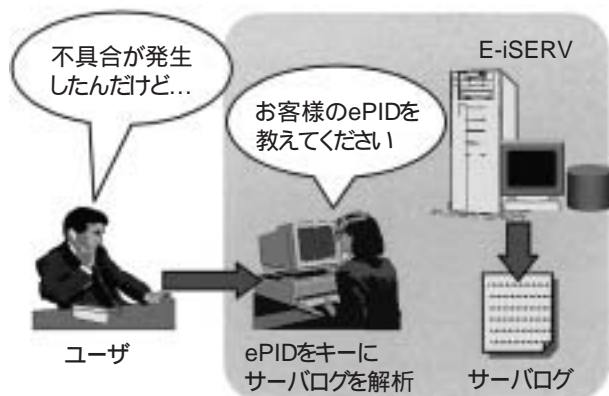 不具合が発生
したんだけど…
お客様のePIDを
教えてください
E-iSERV
ユーザ
ePIDをキーに
サーバログを解析
サーバログ